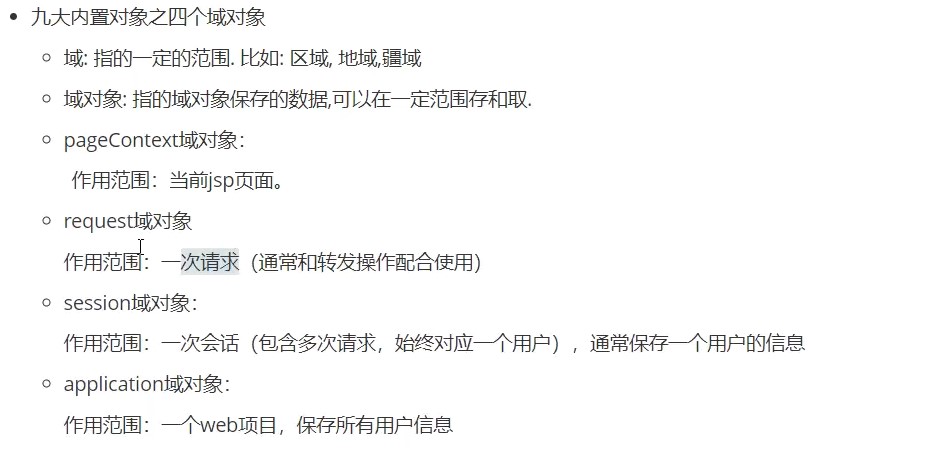 九大内置对象之四个域对象
域: 指的一定的范围. 比如: 区域, 地域,疆域
域对象: 指的域对象保存的数据,可以在一定范围存和取.
pageContext域对象：
作用范围：当前jsp页面。
request域对象
作用范围：一次请求（通常和转发操作配合使用）
session域对象：
作用范围：一次会话（包含多次请求，始终对应一个用户），通常保存一个用户的信息
application域对象：
作用范围：一个web项目，保存所有用户信息